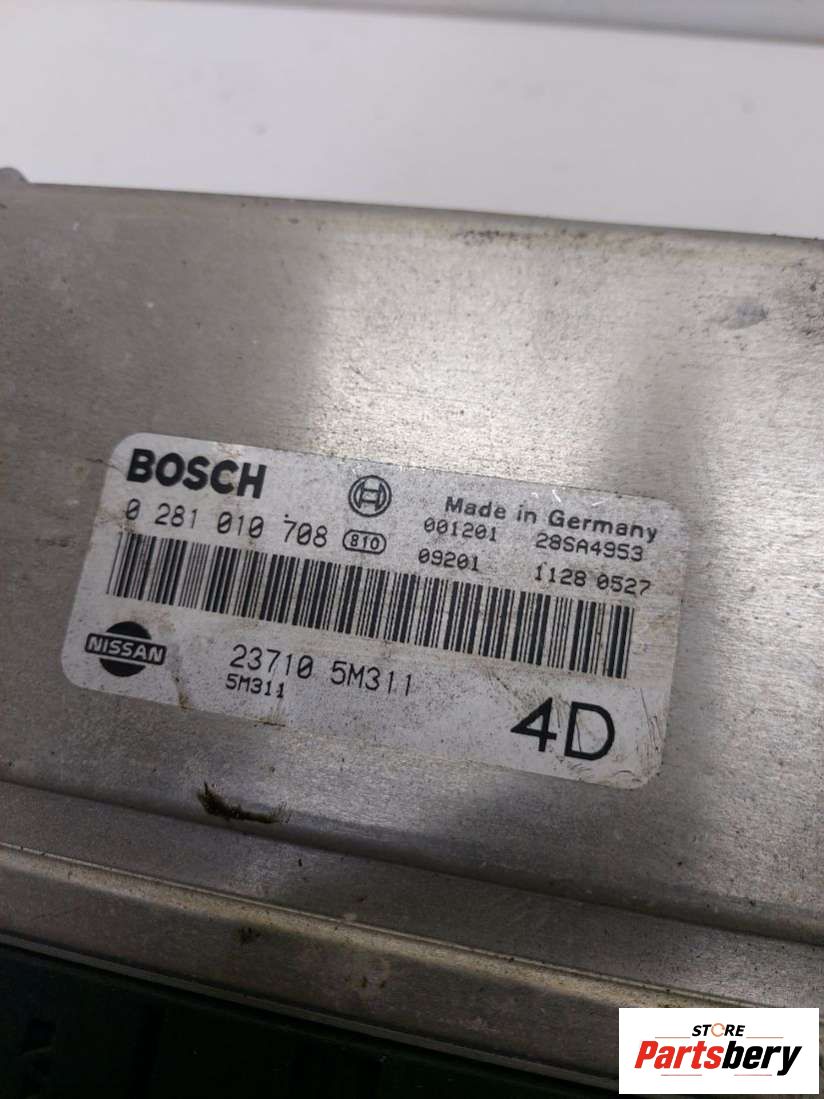 BOSCH
0 281 010 708 810
Made in Germany
001201 28SA4953
09201 1128 0527
NISSAN
23710 5M311
5M311
4D
STORE
Partsbery